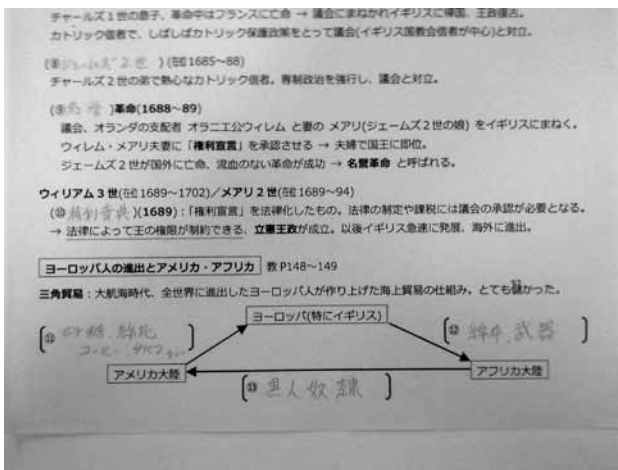 チャールズ1世の息子、革命中はフランスに亡命 → 議会にまねかれイギリスに帰国、王政復古。
カトリック信者で、しばしばカトリック保護政策をとって議会(イギリス国教会信者が中心)と対立。
(⑧ジェームズ2世 )(在位1685~88)
チャールズ2世の弟で熱心なカトリック信者。専制政治を強行し、議会と対立。
(⑨名誉 )革命(1688~89)
議会、オランダの支配者 オラニエ公ウィレム と妻の メアリ(ジェームズ2世の娘) をイギリスにまねく。
ウィレム・メアリ夫妻に「権利宣言」を承認させる → 夫婦で国王に即位。
ジェームズ2世が国外に亡命、流血のない革命が成功 → 名誉革命 と呼ばれる。
ウィリアム3世(在位1689~1702)/メアリ2世(在位1689~94)
(⑩権利章典)(1689):「権利宣言」を法律化したもの。法律の制定や課税には議会の承認が必要となる。
→ 法律によって王の権限が制約できる、立憲王政が成立。以後イギリス急速に発展、海外に進出。
ヨーロッパ人の進出とアメリカ・アフリカ 教P148~149
三角貿易:大航海時代、全世界に進出したヨーロッパ人が作り上げた海上貿易の仕組み。とても儲かった。
ヨーロッパ(特にイギリス)
⑪ 砂糖、綿花
コーヒー、タバコ
⑫ 綿布、武器
アメリカ大陸
アフリカ大陸
⑬ 黒人奴隷